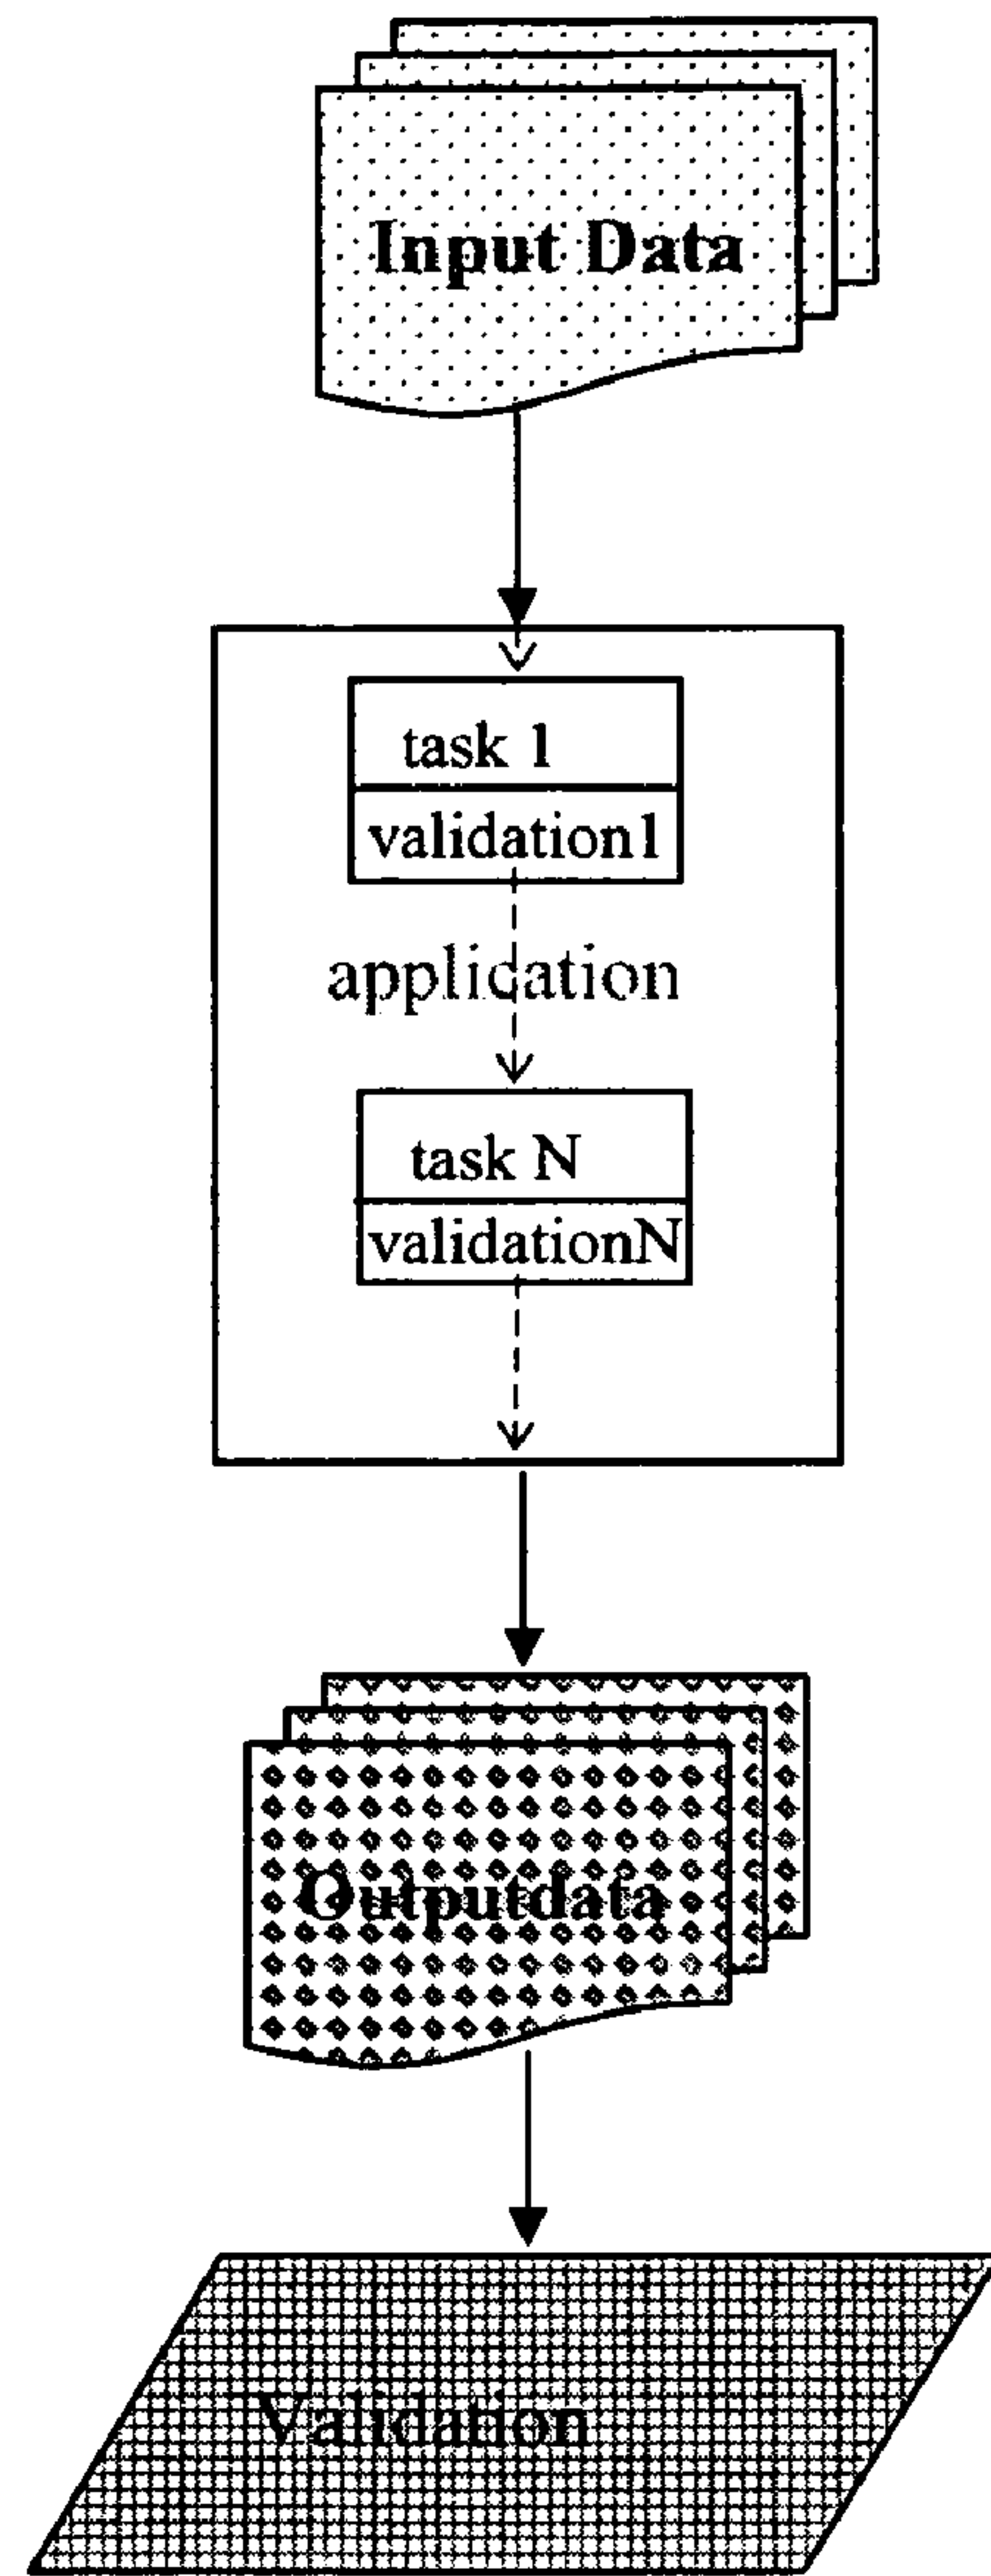 Input Data
task 1
validation1
application
task N
validationN
Outputdata
Validation